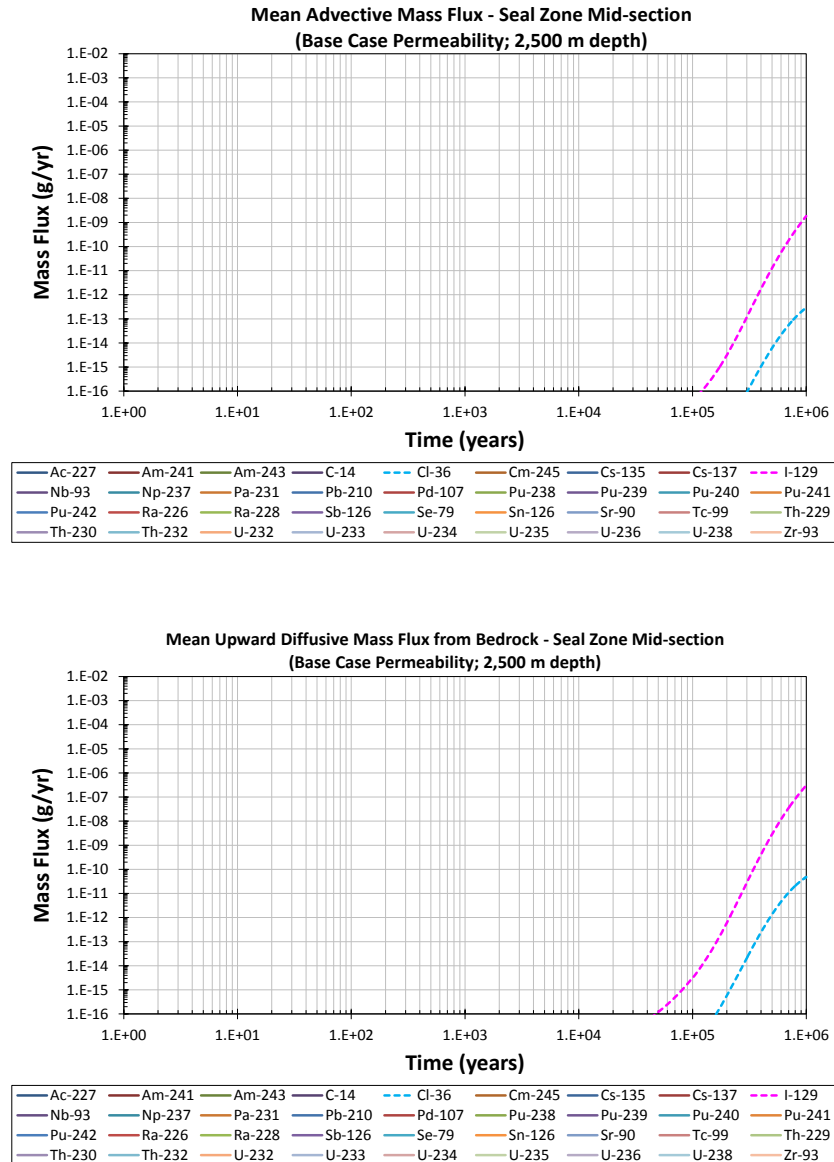 Mean Advective Mass Flux - Seal Zone Mid-section
(Base Case Permeability; 2,500 m depth)
1.E-02
1.E-03
1.E-04
1.E-05
1.E-06
1.E-07
1.E-08
1.E-09
1.E-10
1.E-11
1.E-12
1.E-13
1.E-14
1.E-15
1.E-16
Mass Flux (g/yr)
1.E+00 1.E+01 1.E+02 1.E+03 1.E+04 1.E+05 1.E+06
Time (years)
Ac-227 Am-241 Am-243 C-14 Cl-36 Cm-245 Cs-135 Cs-137 I-129
Nb-93 Np-237 Pa-231 Pb-210 Pd-107 Pu-238 Pu-239 Pu-240 Pu-241
Pu-242 Ra-226 Ra-228 Sb-126 Se-79 Sn-126 Sr-90 Tc-99 Th-229
Th-230 Th-232 U-232 U-233 U-234 U-235 U-236 U-238 Zr-93
Mean Upward Diffusive Mass Flux from Bedrock - Seal Zone Mid-section
(Base Case Permeability; 2,500 m depth)
1.E-02
1.E-03
1.E-04
1.E-05
1.E-06
1.E-07
1.E-08
1.E-09
1.E-10
1.E-11
1.E-12
1.E-13
1.E-14
1.E-15
1.E-16
Mass Flux (g/yr)
1.E+00 1.E+01 1.E+02 1.E+03 1.E+04 1.E+05 1.E+06
Time (years)
Ac-227 Am-241 Am-243 C-14 Cl-36 Cm-245 Cs-135 Cs-137 I-129
Nb-93 Np-237 Pa-231 Pb-210 Pd-107 Pu-238 Pu-239 Pu-240 Pu-241
Pu-242 Ra-226 Ra-228 Sb-126 Se-79 Sn-126 Sr-90 Tc-99 Th-229
Th-230 Th-232 U-232 U-233 U-234 U-235 U-236 U-238 Zr-93